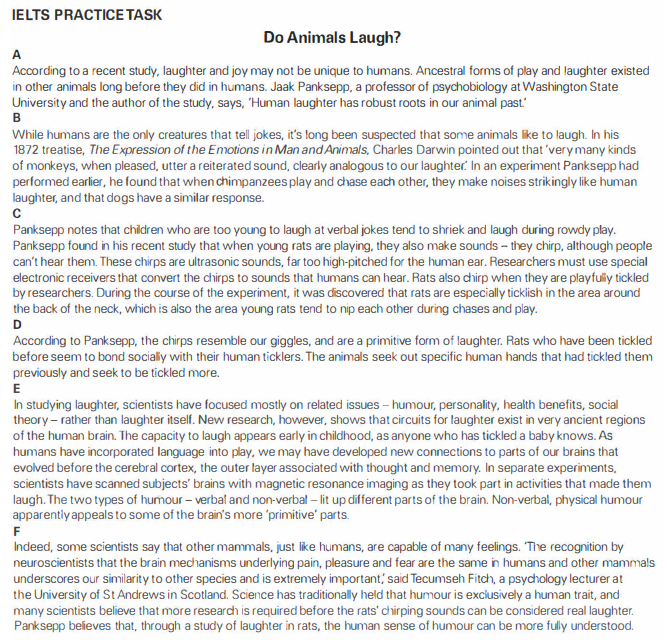 IELTS PRACTICE TASK
Do Animals Laugh?
A
According to a recent study, laughter and joy may not be unique to humans. Ancestral forms of play and laughter existed
in other animals long before they did in humans. Jaak Panksepp, a professor of psychobiology at Washington State
University and the author of the study, says, 'Human laughter has robust roots in our animal past.'
B
While humans are the only creatures that tell jokes, it's long been suspected that some animals like to laugh. In his
1872 treatise, The Expression of the Emotions in Man and Animals, Charles Darwin pointed out that 'very many kinds
of monkeys, when pleased, utter a reiterated sound, clearly analogous to our laughter.' In an experiment Panksepp had
performed earlier, he found that when chimpanzees play and chase each other, they make noises strikingly like human
laughter, and that dogs have a similar response.
C
Panksepp notes that children who are too young to laugh at verbal jokes tend to shriek and laugh during rowdy play.
Panksepp found in his recent study that when young rats are playing, they also make sounds – they chirp, although people
can't hear them. These chirps are ultrasonic sounds, far too high-pitched for the human ear. Researchers must use special
electronic receivers that convert the chirps to sounds that humans can hear. Rats also chirp when they are playfully tickled
by researchers. During the course of the experiment, it was discovered that rats are especially ticklish in the area around
the back of the neck, which is also the area young rats tend to nip each other during chases and play.
D
According to Panksepp, the chirps resemble our giggles, and are a primitive form of laughter. Rats who have been tickled
before seem to bond socially with their human ticklers. The animals seek out specific human hands that had tickled them
previously and seek to be tickled more.
E
In studying laughter, scientists have focused mostly on related issues – humour, personality, health benefits, social
theory – rather than laughter itself. New research, however, shows that circuits for laughter exist in very ancient regions
of the human brain. The capacity to laugh appears early in childhood, as anyone who has tickled a baby knows. As
humans have incorporated language into play, we may have developed new connections to parts of our brains that
evolved before the cerebral cortex, the outer layer associated with thought and memory. In separate experiments,
scientists have scanned subjects' brains with magnetic resonance imaging as they took part in activities that made them
laugh. The two types of humour – verbal and non-verbal – lit up different parts of the brain. Non-verbal, physical humour
apparently appeals to some of the brain's more 'primitive' parts.
F
Indeed, some scientists say that other mammals, just like humans, are capable of many feelings. 'The recognition by
neuroscientists that the brain mechanisms underlying pain, pleasure and fear are the same in humans and other mammals
underscores our similarity to other species and is extremely important,' said Tecumseh Fitch, a psychology lecturer at
the University of St Andrews in Scotland. Science has traditionally held that humour is exclusively a human trait, and
many scientists believe that more research is required before the rats' chirping sounds can be considered real laughter.
Panksepp believes that, through a study of laughter in rats, the human sense of humour can be more fully understood.